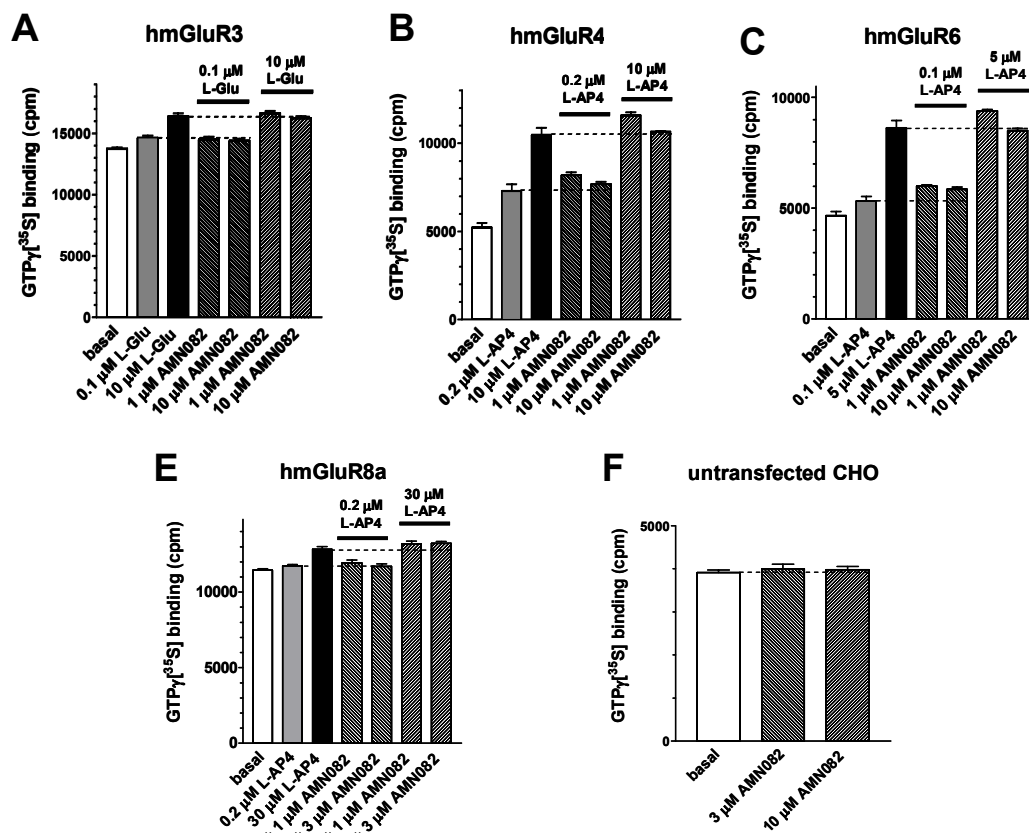 A
hmGluR3
0.1 μM
L-Glu
10 μM
L-Glu
GTPγ[³⁵S] binding (cpm)
15000
10000
5000
0
basal
0.1 μM L-Glu
10 μM L-Glu
1 μM AMN082
10 μM AMN082
1 μM AMN082
10 μM AMN082
B
hmGluR4
0.2 μM
L-AP4
10 μM
L-AP4
GTPγ[³⁵S] binding (cpm)
10000
5000
0
basal
0.2 μM L-AP4
10 μM L-AP4
1 μM AMN082
10 μM AMN082
1 μM AMN082
10 μM AMN082
C
hmGluR6
0.1 μM
L-AP4
5 μM
L-AP4
GTPγ[³⁵S] binding (cpm)
10000
5000
0
basal
0.1 μM L-AP4
5 μM L-AP4
1 μM AMN082
10 μM AMN082
1 μM AMN082
10 μM AMN082
E
hmGluR8a
0.2 μM
L-AP4
30 μM
L-AP4
GTPγ[³⁵S] binding (cpm)
10000
5000
0
basal
0.2 μM L-AP4
30 μM L-AP4
1 μM AMN082
3 μM AMN082
1 μM AMN082
3 μM AMN082
F
untransfected CHO
GTPγ[³⁵S] binding (cpm)
5000
0
basal
3 μM AMN082
10 μM AMN082